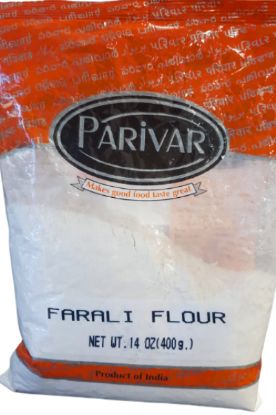 PARIVAR
Makes good food taste great
FARALI FLOUR
NET WT. 14 OZ(400g.)
Product of India